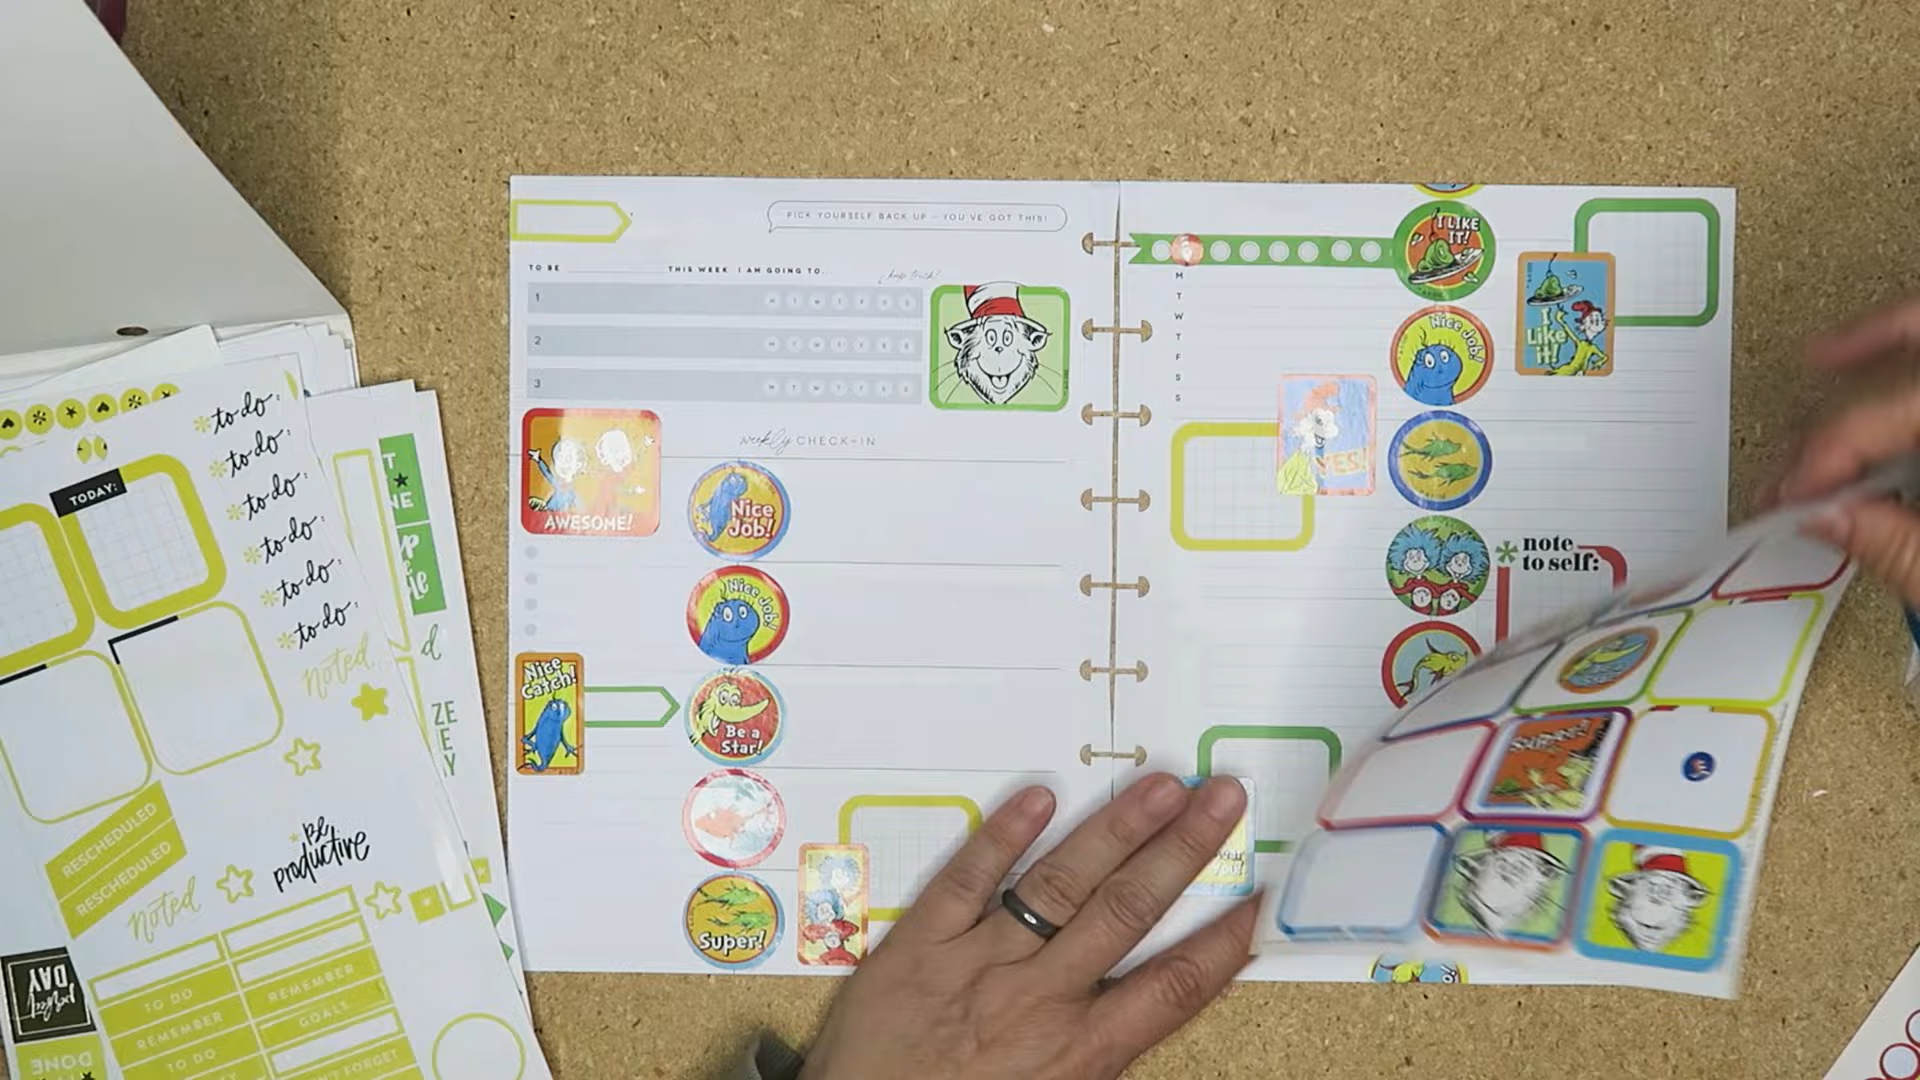 PICK YOURSELF BACK UP – YOU'VE GOT THIS!
TO BE
THIS WEEK I AM GOING TO...
1
M T W T F S S
2
M T W T F S S
3
M T W T F S S
AWESOME!
weekly CHECK-IN
Nice
Job!
Nice Job!
Nice
Catch!
Be a
Star!
Super!
I LIKE
IT!
M
T
W
T
F
S
S
I
Like
it!
Nice Job!
YES!
note
to self:
You!
to do:
to do:
to do:
to do:
to do:
to do:
TODAY:
noted
RESCHEDULED
RESCHEDULED
noted
be
productive
perfect
DAY
DONE
TO DO
REMEMBER
TO DO
REMEMBER
GOALS